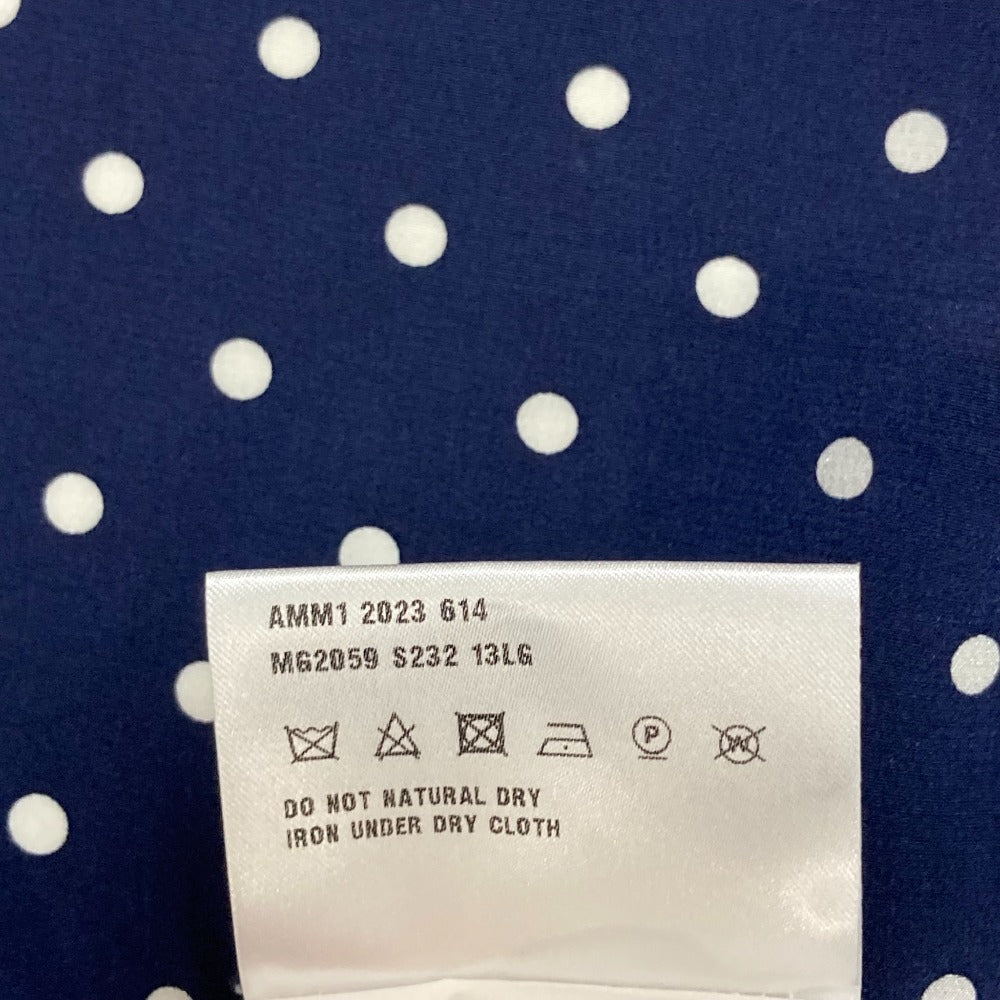 AMM1 2023 614
MG2059 S232 13LG
P
W
DO NOT NATURAL DRY
IRON UNDER DRY CLOTH